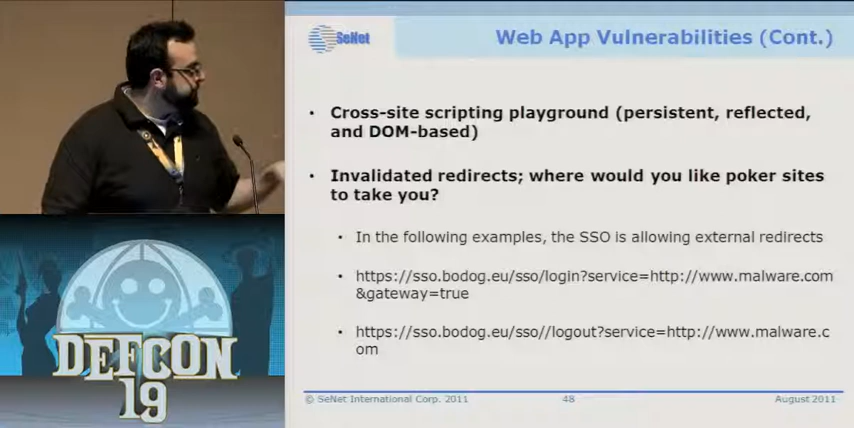 SeNet
Web App Vulnerabilities (Cont.)
• Cross-site scripting playground (persistent, reflected,
and DOM-based)
• Invalidated redirects; where would you like poker sites
to take you?
• In the following examples, the SSO is allowing external redirects
• https://sso.bodog.eu/sso/login?service=http://www.malware.com
&gateway=true
• https://sso.bodog.eu/sso//logout?service=http://www.malware.c
om
© SeNet International Corp. 2011
48
August 2011
DEFCON
19